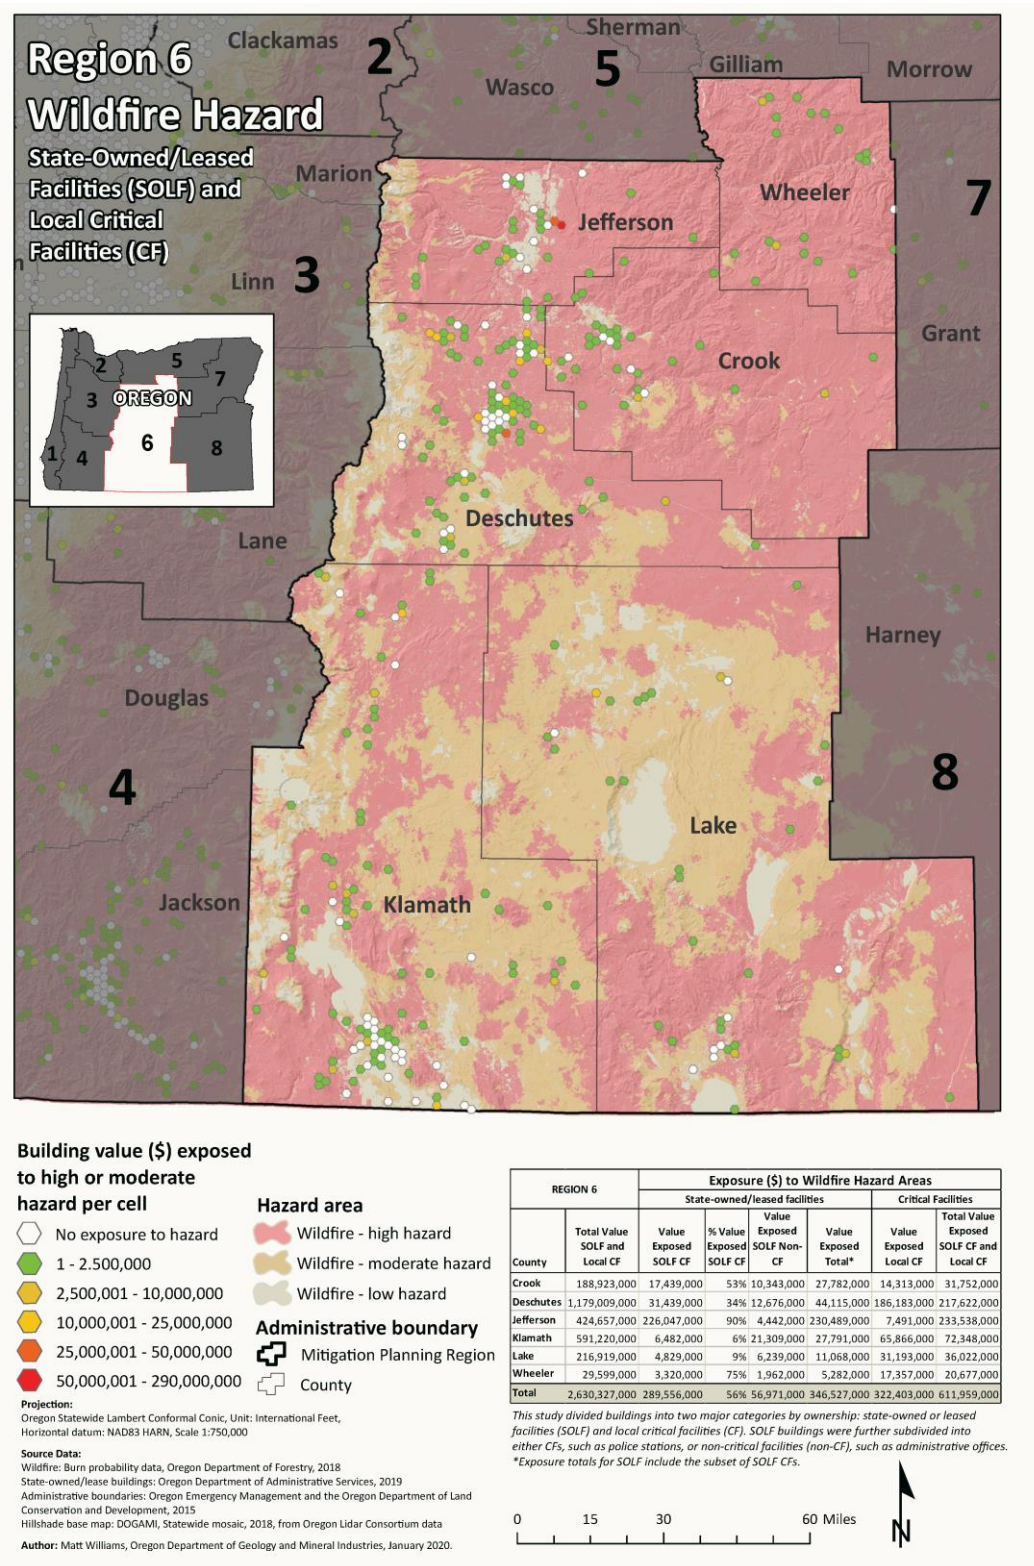 Region 6
Wildfire Hazard
State-Owned/Leased
Facilities (SOLF) and
Local Critical
Facilities (CF)
Clackamas
2
Sherman
5
Gilliam
Morrow
Wasco
Marion
Wheeler
7
Jefferson
Linn
3
Grant
Crook
2
5
7
3
OREGON
6
1
4
8
Deschutes
Lane
Harney
Douglas
4
8
Lake
Jackson
Klamath
Building value ($) exposed
to high or moderate
hazard per cell
No exposure to hazard
1 - 2.500,000
2,500,001 - 10,000,000
10,000,001 - 25,000,000
25,000,001 - 50,000,000
50,000,001 - 290,000,000
Hazard area
Wildfire - high hazard
Wildfire - moderate hazard
Wildfire - low hazard
Administrative boundary
Mitigation Planning Region
County
Projection:
Oregon Statewide Lambert Conformal Conic, Unit: International Feet,
Horizontal datum: NAD83 HARN, Scale 1:750,000
Source Data:
Wildfire: Burn probability data, Oregon Department of Forestry, 2018
State-owned/lease buildings: Oregon Department of Administrative Services, 2019
Administrative boundaries: Oregon Emergency Management and the Oregon Department of Land
Conservation and Development, 2015
Hillshade base map: DOGAMI, Statewide mosaic, 2018, from Oregon Lidar Consortium data
Author: Matt Williams, Oregon Department of Geology and Mineral Industries, January 2020.
REGION 6
Exposure ($) to Wildfire Hazard Areas
State-owned/leased facilities Critical Facilities
County Total Value SOLF and Local CF Value Exposed SOLF CF % Value Exposed SOLF CF Value Exposed SOLF Non-CF Value Exposed Total* Value Exposed Local CF Total Value Exposed SOLF CF and Local CF
Crook 188,923,000 17,439,000 53% 10,343,000 27,782,000 14,313,000 31,752,000
Deschutes 1,179,009,000 31,439,000 34% 12,676,000 44,115,000 186,183,000 217,622,000
Jefferson 424,657,000 226,047,000 90% 4,442,000 230,489,000 7,491,000 233,538,000
Klamath 591,220,000 6,482,000 6% 21,309,000 27,791,000 65,866,000 72,348,000
Lake 216,919,000 4,829,000 9% 6,239,000 11,068,000 31,193,000 36,022,000
Wheeler 29,599,000 3,320,000 75% 1,962,000 5,282,000 17,357,000 20,677,000
Total 2,630,327,000 289,556,000 56% 56,971,000 346,527,000 322,403,000 611,959,000
This study divided buildings into two major categories by ownership: state-owned or leased
facilities (SOLF) and local critical facilities (CF). SOLF buildings were further subdivided into
either CFs, such as police stations, or non-critical facilities (non-CF), such as administrative offices.
*Exposure totals for SOLF include the subset of SOLF CFs.
0 15 30 60 Miles
N